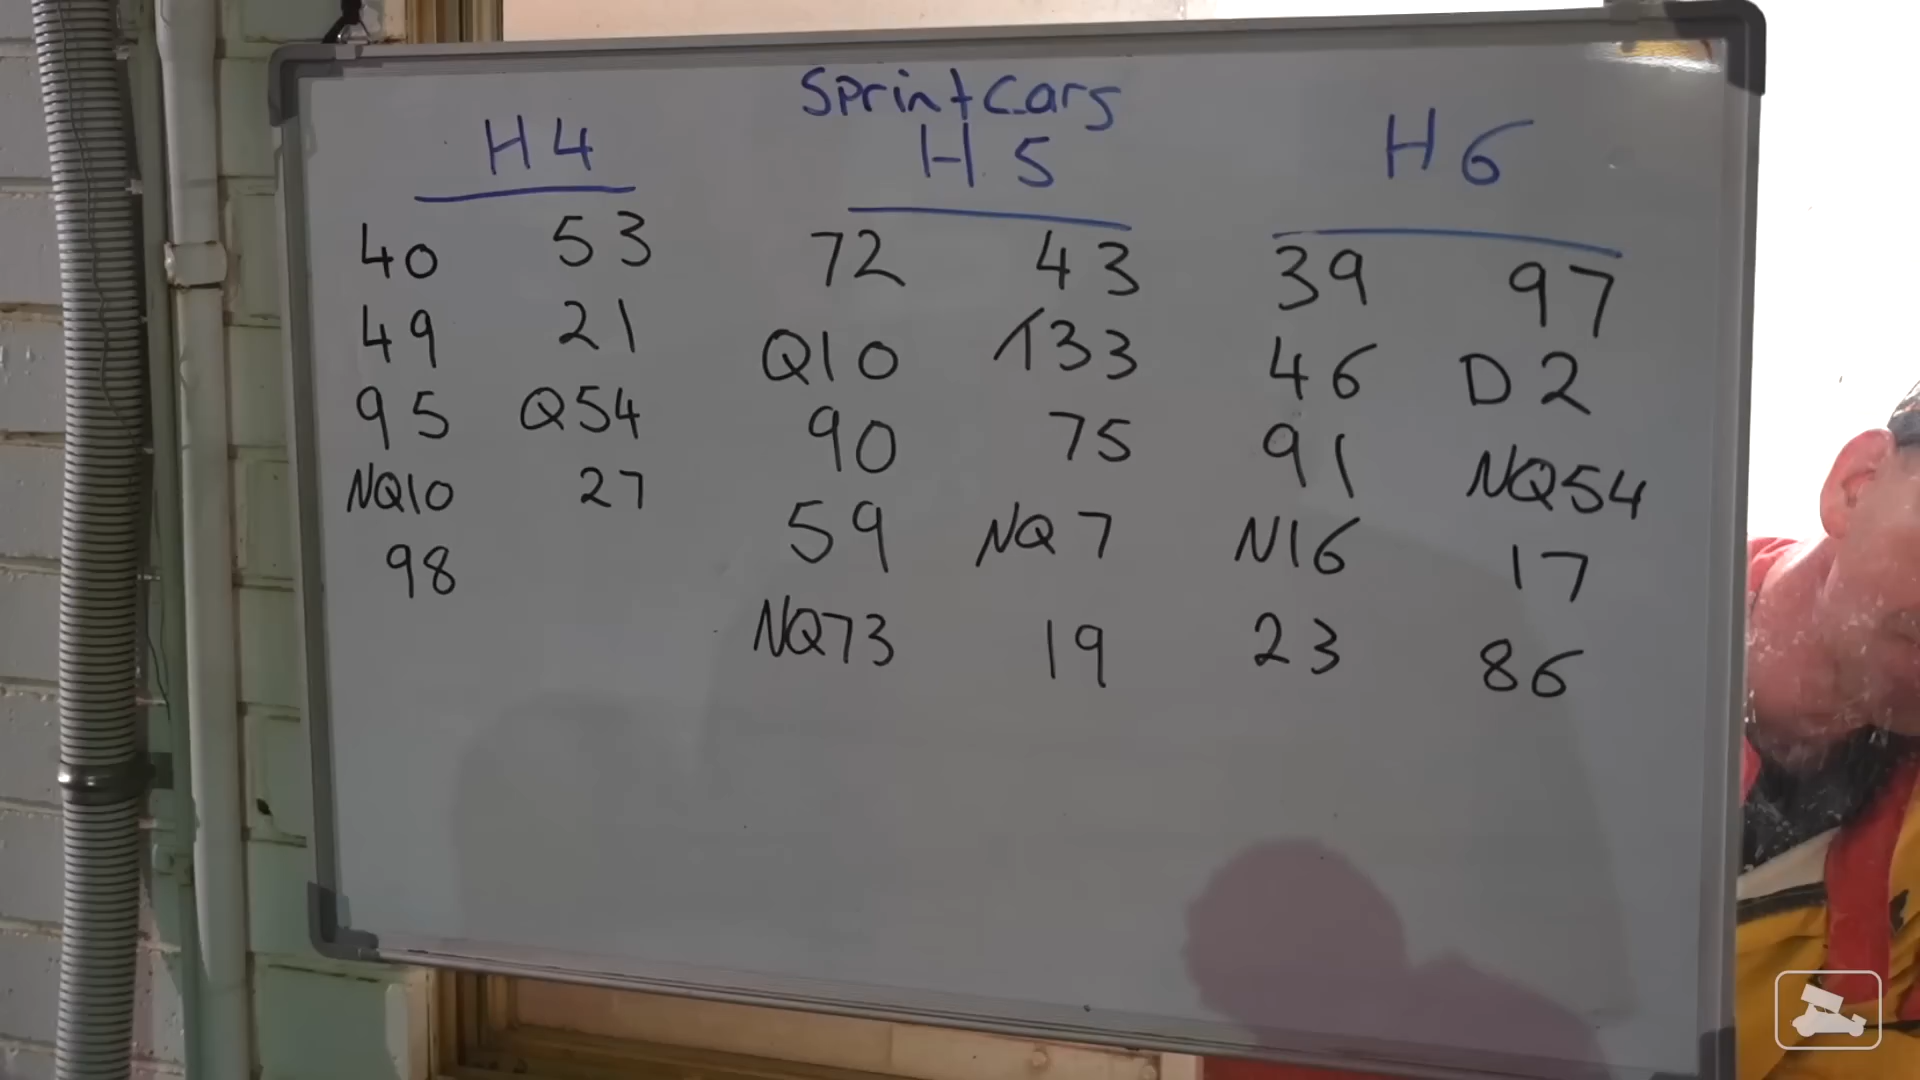 SprintCars
H4
40 53
49 21
95 Q54
NQ10 27
98
H5
72 43
Q10 T33
90 75
59 NQ7
NQ73 19
H6
39 97
46 D2
91 NQ54
N16 17
23 86